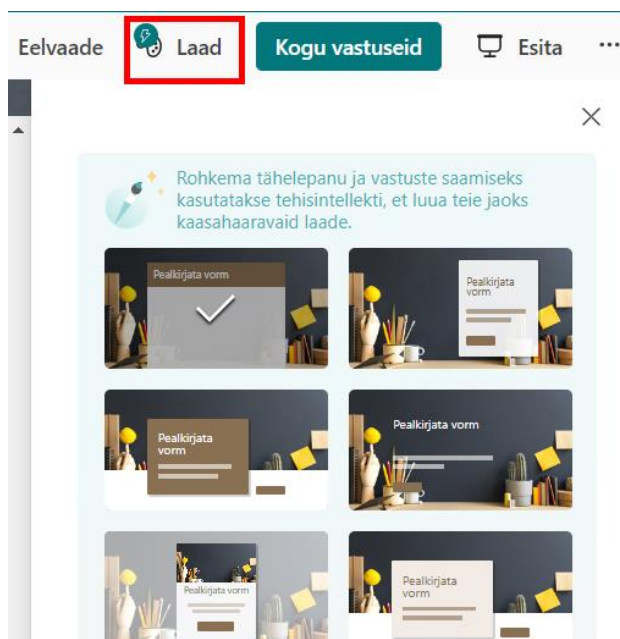 Eelvaade Laad Kogu vastuseid Esita ...
Rohkema tähelepanu ja vastuste saamiseks
kasutatakse tehisintellekti, et luua teie jaoks
kaasahaaravaid laade.
Pealkirjata vorm
Pealkirjata
vorm
Pealkirjata
vorm
Pealkirjata vorm
Pealkirjata vorm
Pealkirjata
vorm